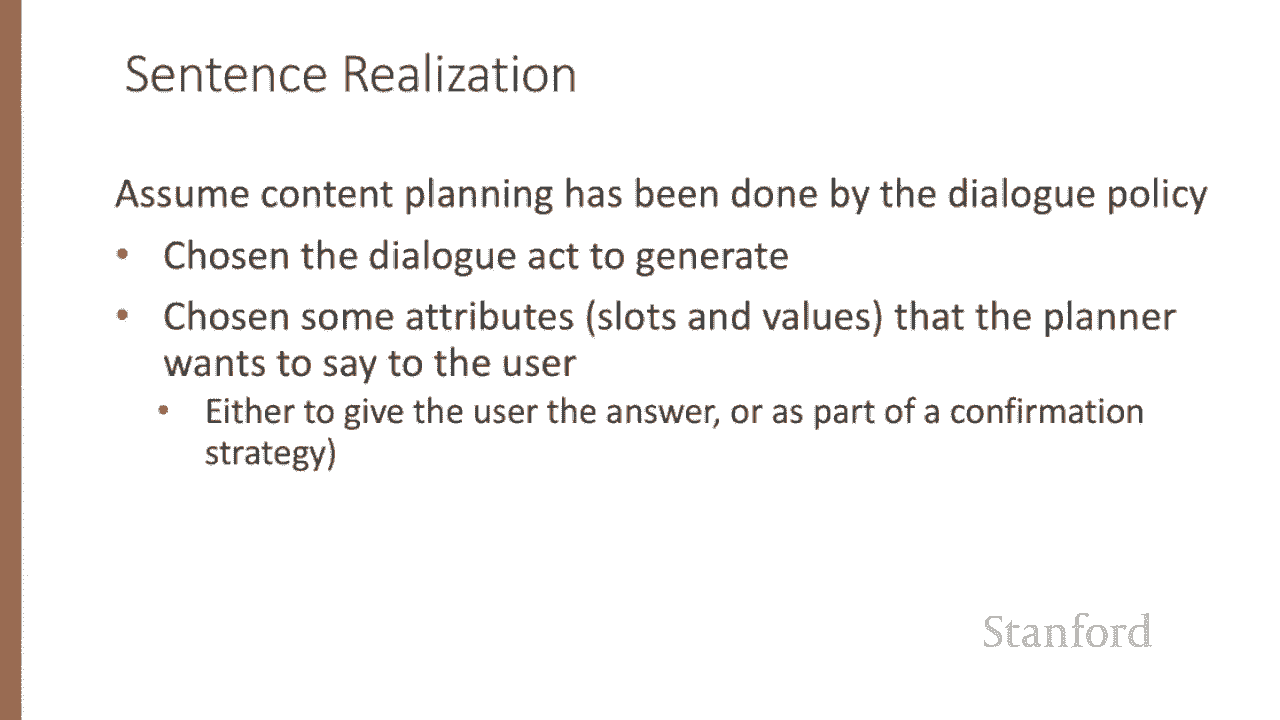 Sentence Realization
Assume content planning has been done by the dialogue policy
• Chosen the dialogue act to generate
• Chosen some attributes (slots and values) that the planner
wants to say to the user
• Either to give the user the answer, or as part of a confirmation
strategy)
Stanford